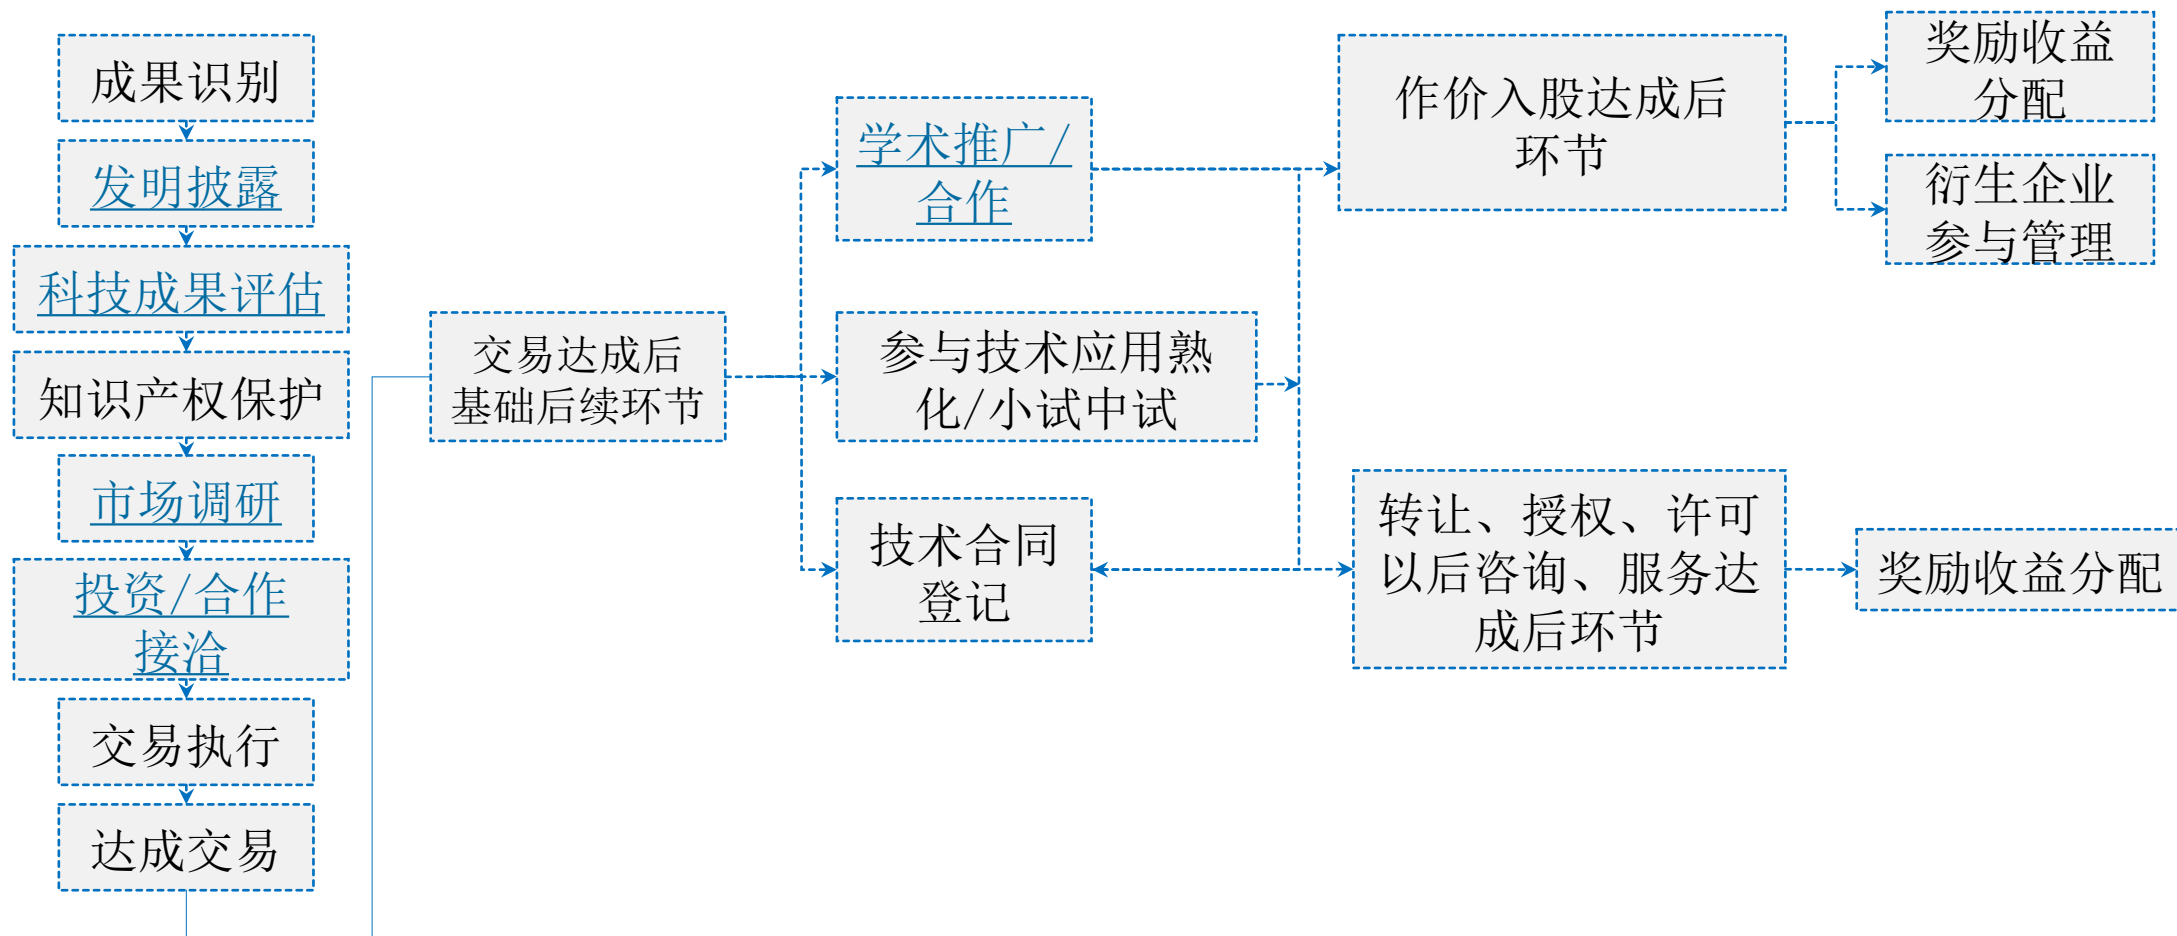 成果识别
发明披露
科技成果评估
知识产权保护
市场调研
投资/合作
接洽
交易执行
达成交易
交易达成后
基础后续环节
学术推广/
合作
参与技术应用熟
化/小试中试
技术合同
登记
作价入股达成后
环节
转让、授权、许可
以后咨询、服务达
成后环节
奖励收益
分配
衍生企业
参与管理
奖励收益分配